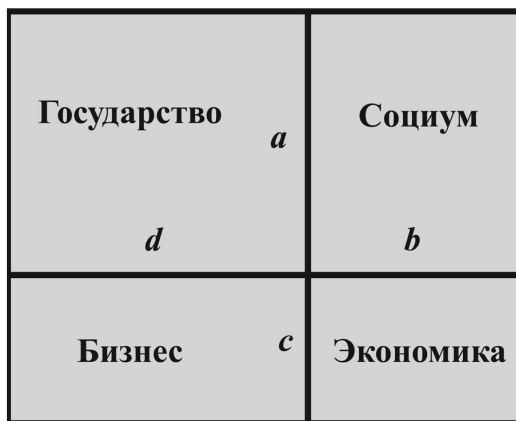 Государство
Социум
a
d
b
Бизнес
c
Экономика